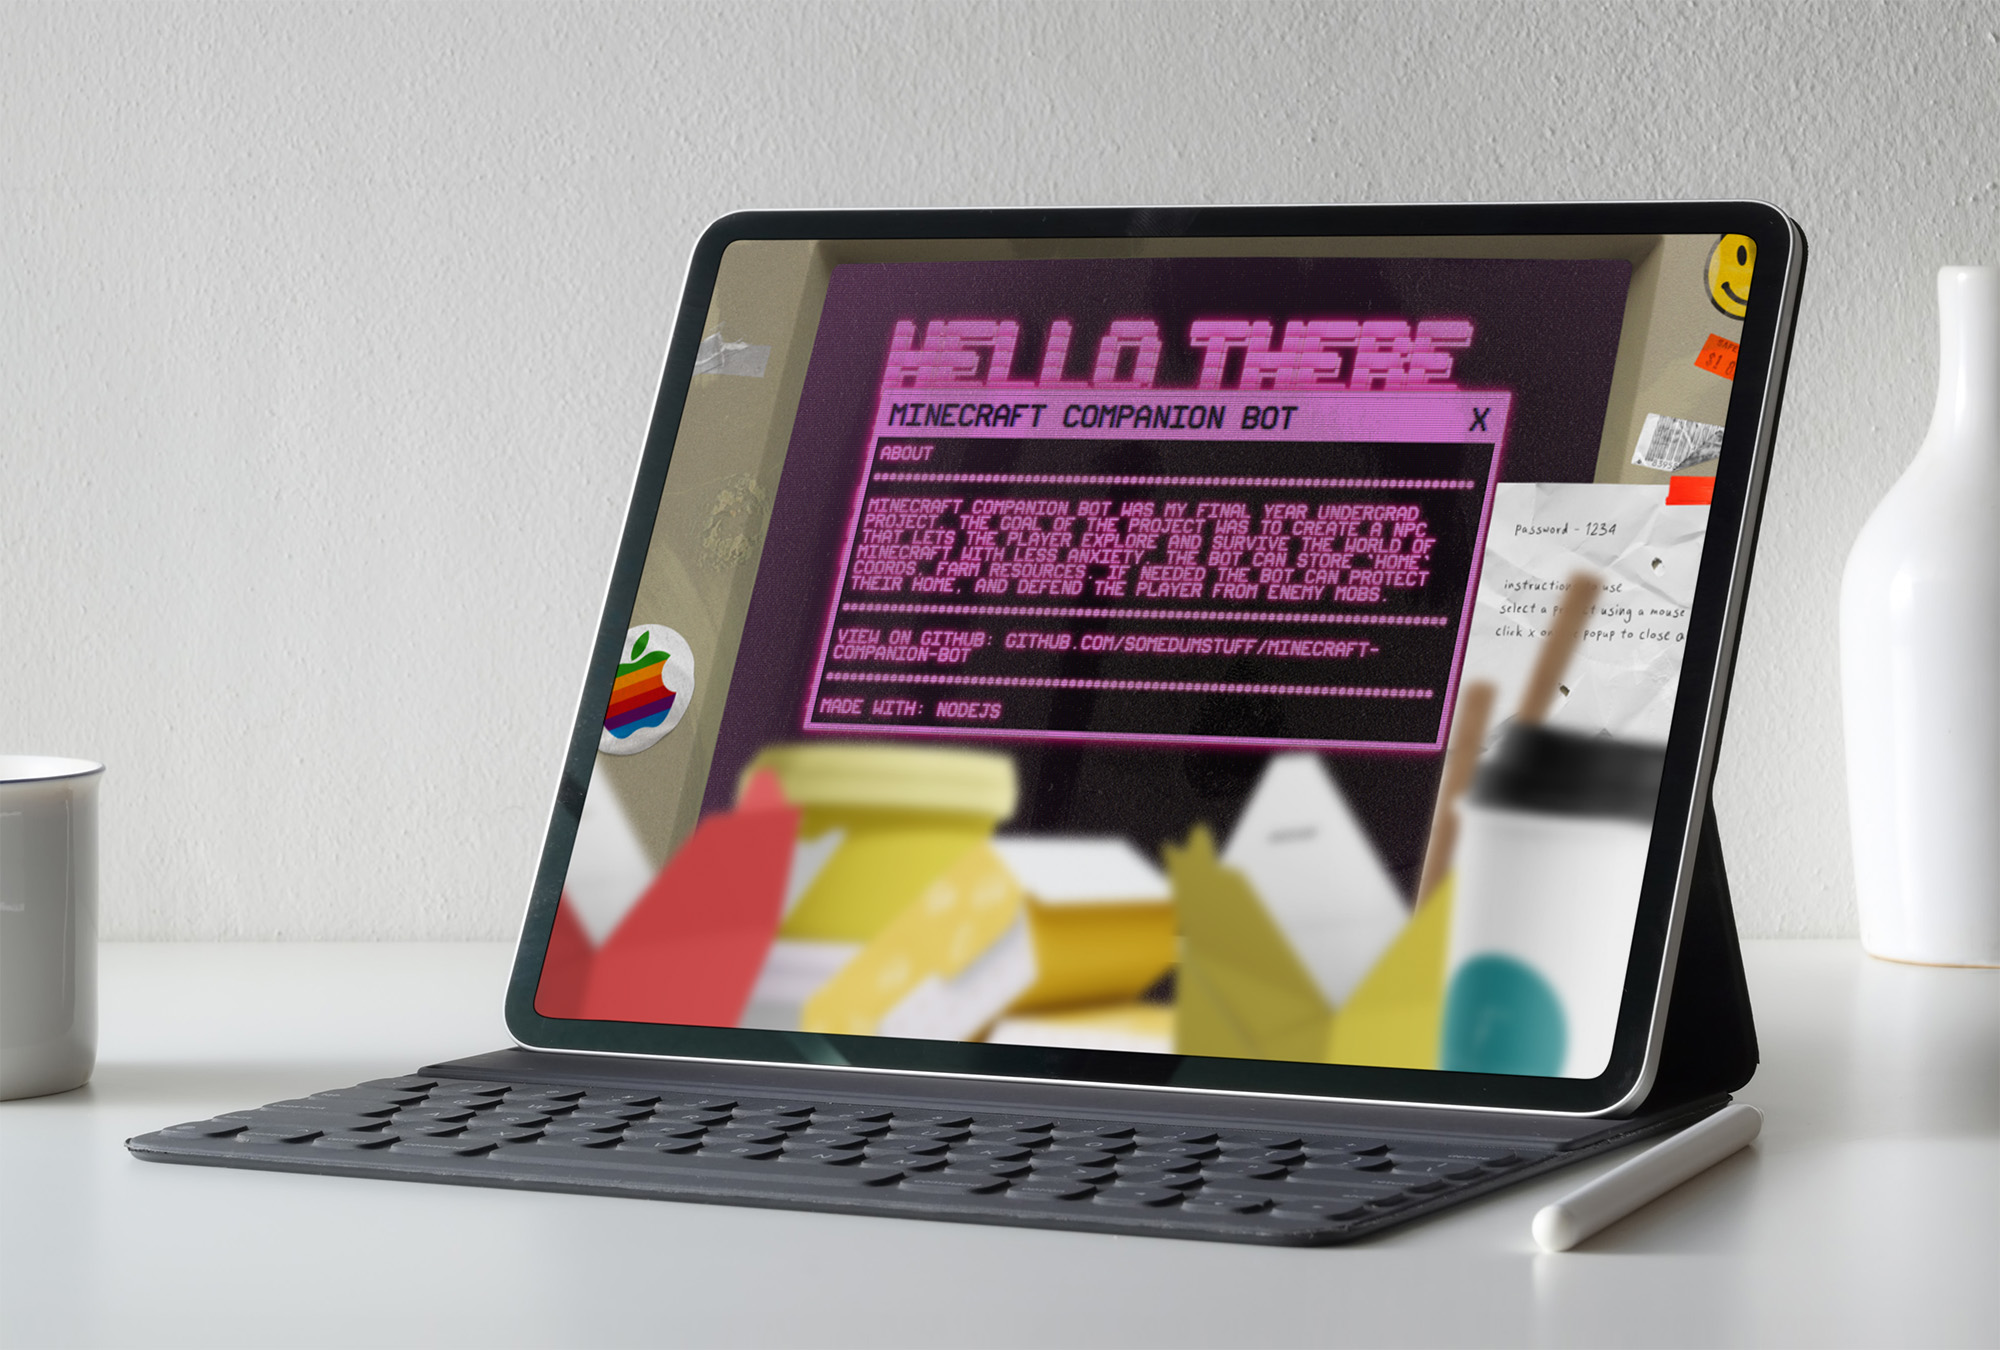 HELLO THERE
MINECRAFT COMPANION BOT X
ABOUT
MINECRAFT COMPANION BOT WAS MY FINAL YEAR UNDERGRAD
PROJECT. THE GOAL OF THE PROJECT WAS TO CREATE A NPC
THAT LETS THE PLAYER EXPLORE AND SURVIVE THE WORLD OF
MINECRAFT WITH LESS ANXIETY. THE BOT CAN STORE 'HOME'
COORDS, FARM RESOURCES. IF NEEDED THE BOT CAN PROTECT
THEIR HOME, AND DEFEND THE PLAYER FROM ENEMY MOBS.
VIEW ON GITHUB: GITHUB.COM/SOMEDUMSTUFF/MINECRAFT-
COMPANION-BOT
MADE WITH: NODEJS
password - 1234
instruction use
select a using a mouse
click x on popup to close a